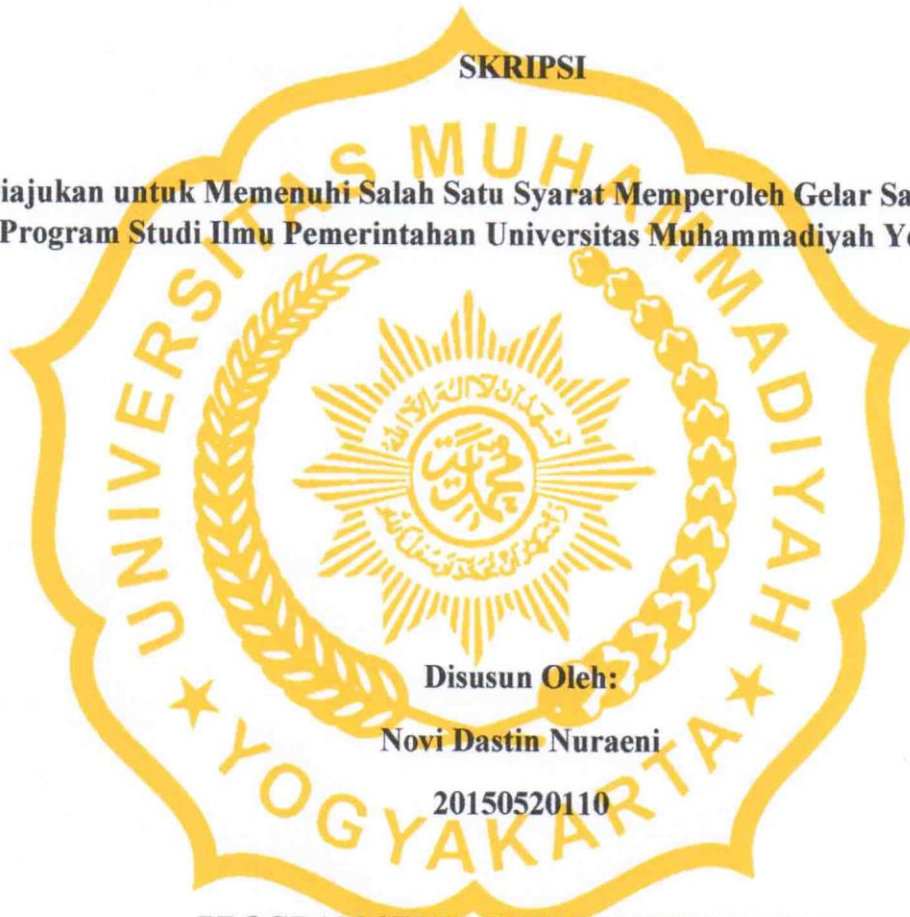 SKRIPSI
iajukan untuk Memenuhi Salah Satu Syarat Memperoleh Gelar Sa
Program Studi Ilmu Pemerintahan Universitas Muhammadiyah Y
UNIVERSITAS MUHAMMADIYAH
★ YOGYAKARTA ★
محمد
Disusun Oleh:
Novi Dastin Nuraeni
20150520110